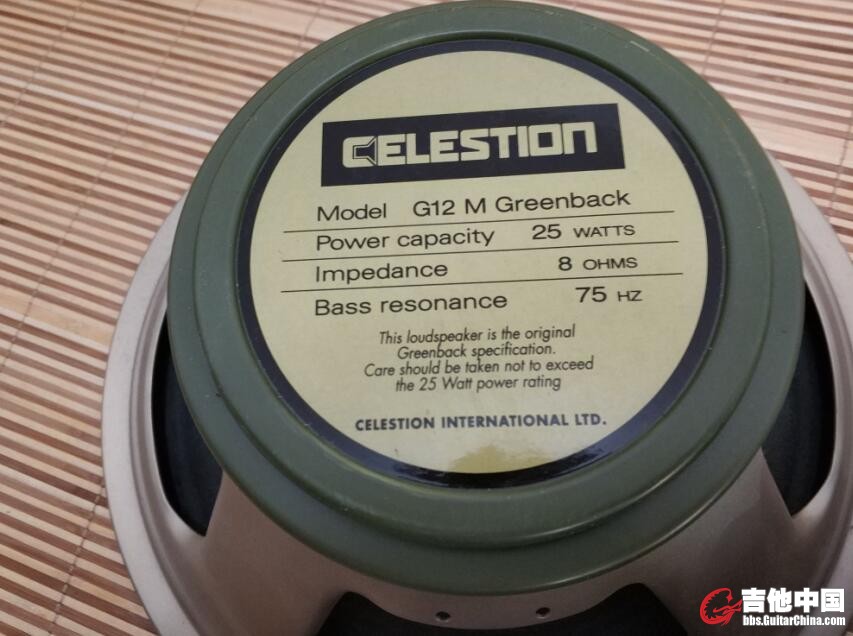 CELESTION
Model G12 M Greenback
Power capacity 25 WATTS
Impedance 8 OHMS
Bass resonance 75 HZ
This loudspeaker is the original
Greenback specification.
Care should be taken not to exceed
the 25 Watt power rating
CELESTION INTERNATIONAL LTD.
吉他中国
bbs.GuitarChina.com